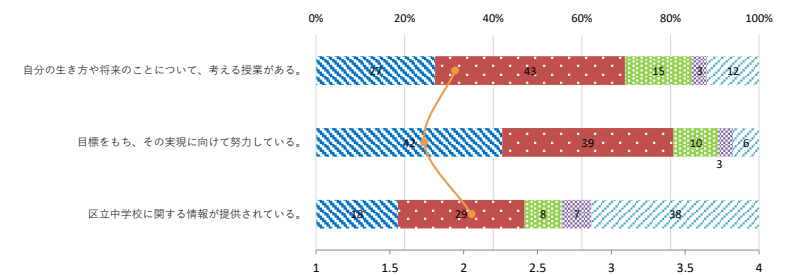 0% 20% 40% 60% 80% 100%
自分の生き方や将来のことについて、考える授業がある。 27 43 15 3 12
目標をもち、その実現に向けて努力している。 42 39 10 3 6
区立中学校に関する情報が提供されている。 18 29 8 7 38
1 1.5 2 2.5 3 3.5 4